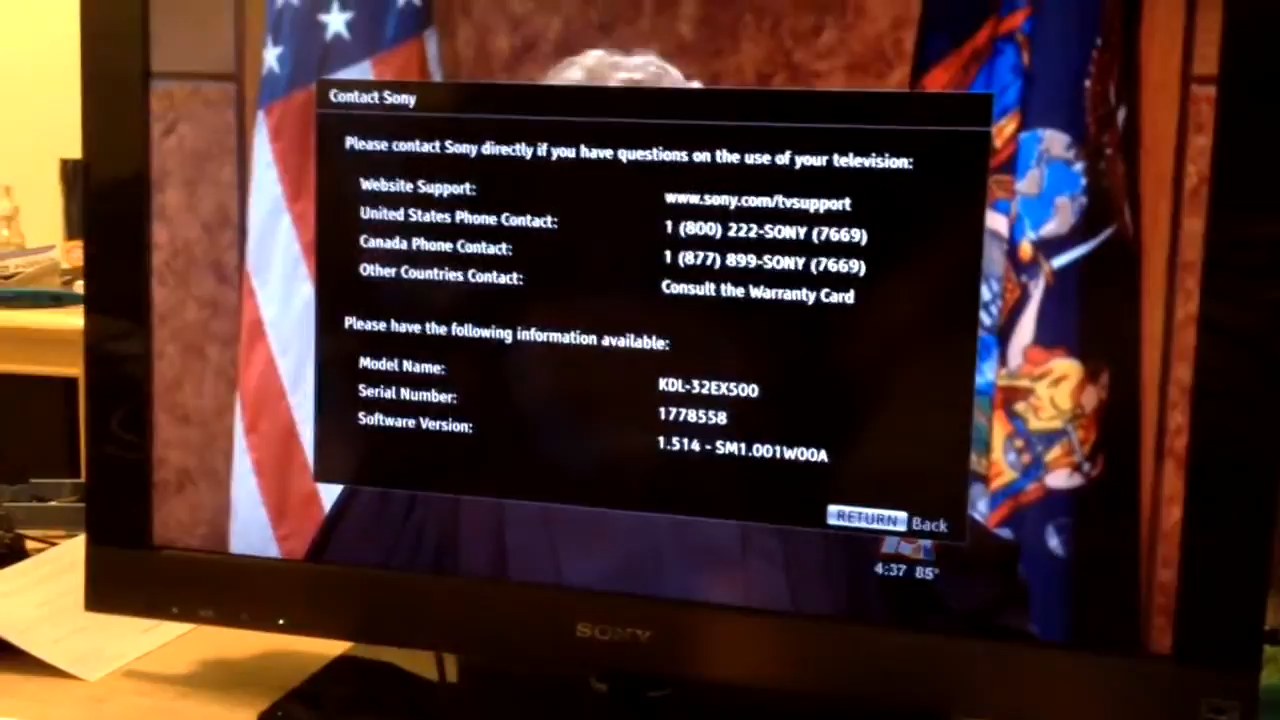 Contact Sony
Please contact Sony directly if you have questions on the use of your television:
Website Support: www.sony.com/tvsupport
United States Phone Contact: 1 (800) 222-SONY (7669)
Canada Phone Contact: 1 (877) 899-SONY (7669)
Other Countries Contact: Consult the Warranty Card
Please have the following information available:
Model Name: KDL-32EX500
Serial Number: 1778558
Software Version: 1.514 - SM1.001W00A
RETURN Back
4:37 85°
SONY